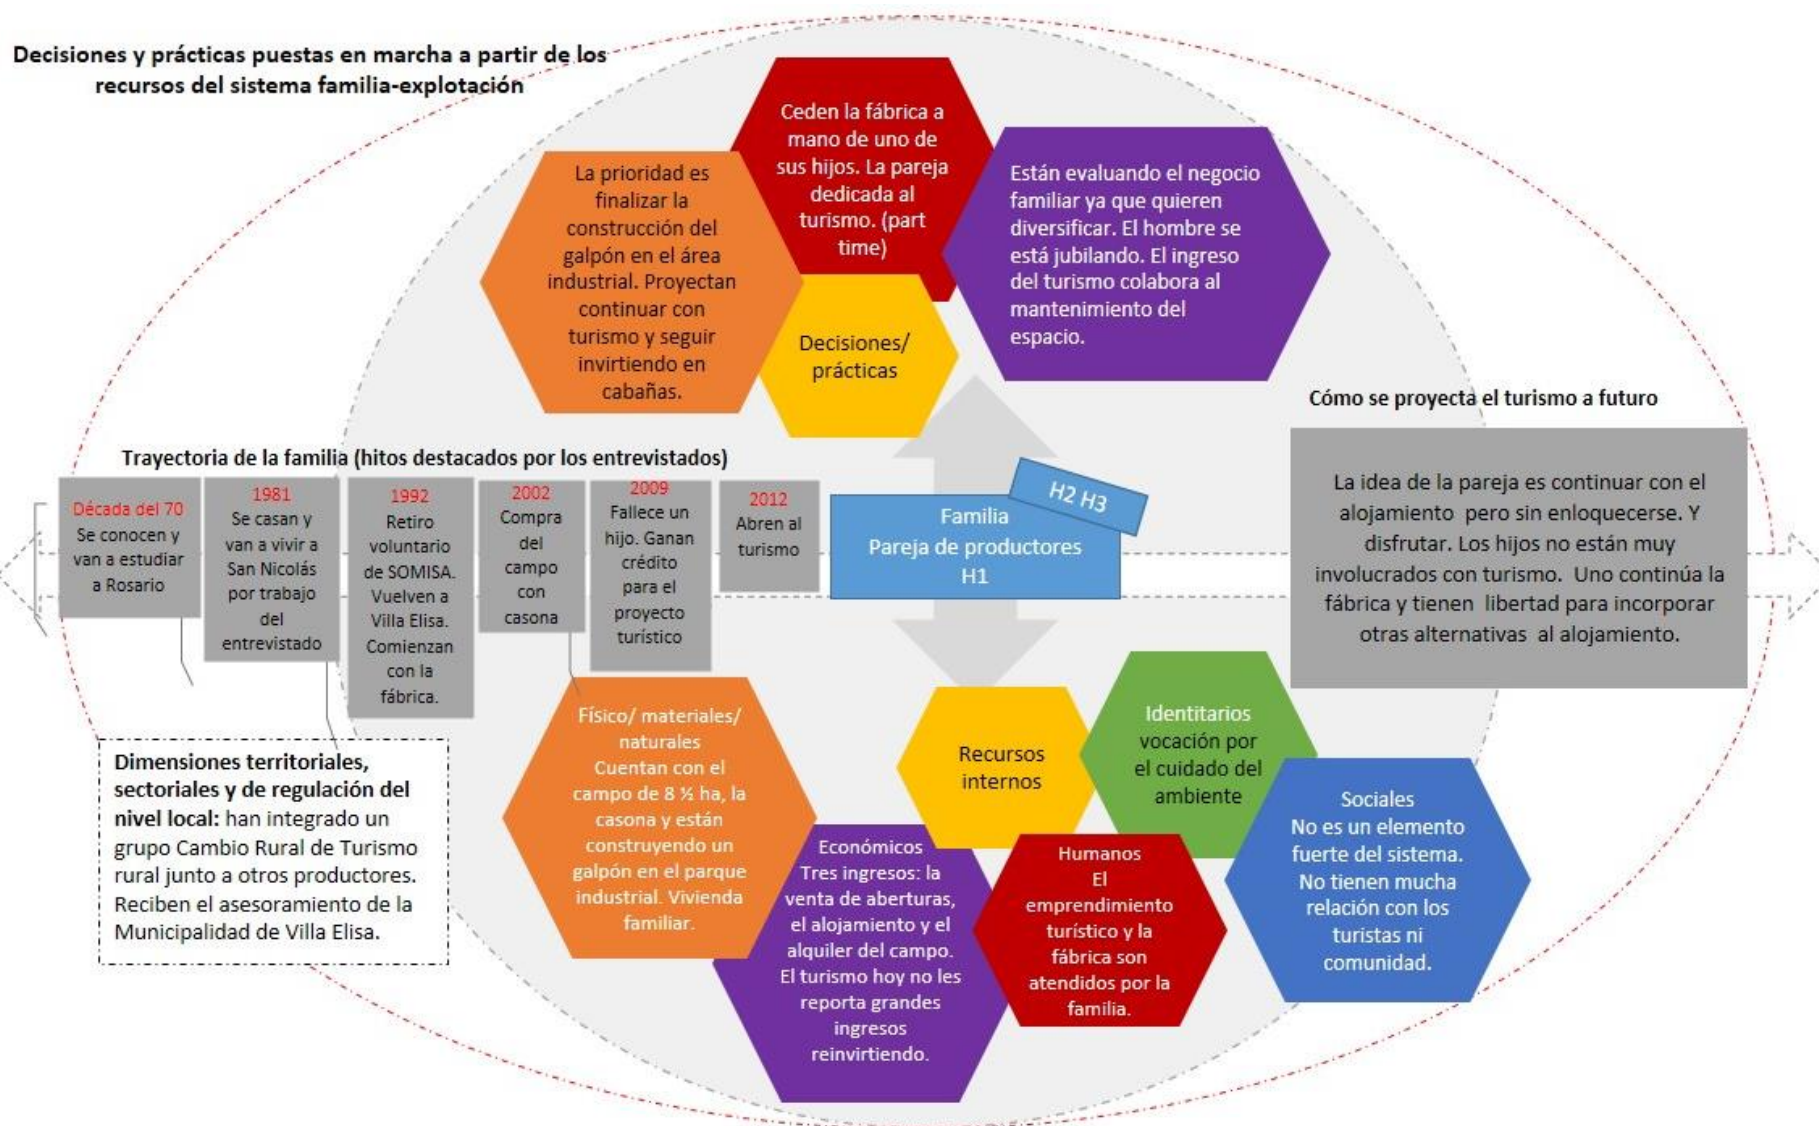 Decisiones y prácticas puestas en marcha a partir de los
recursos del sistema familia-explotación
Ceden la fábrica a
mano de uno de
sus hijos. La pareja
dedicada al
turismo. (part
time)
La prioridad es
finalizar la
construcción del
galpón en el área
industrial. Proyectan
continuar con
turismo y seguir
invirtiendo en
cabañas.
Están evaluando el negocio
familiar ya que quieren
diversificar. El hombre se
está jubilando. El ingreso
del turismo colabora al
mantenimiento del
espacio.
Decisiones/
prácticas
Cómo se proyecta el turismo a futuro
Trayectoria de la familia (hitos destacados por los entrevistados)
Década del 70
Se conocen y
van a estudiar
a Rosario
1981
Se casan y
van a vivir a
San Nicolás
por trabajo
del
entrevistado
1992
Retiro
voluntario
de SOMISA.
Vuelven a
Villa Elisa.
Comienzan
con la
fábrica.
2002
Compra
del
campo
con
casona
2009
Fallece un
hijo. Ganan
crédito
para el
proyecto
turístico
2012
Abren al
turismo
H2 H3
Familia
Pareja de productores
H1
La idea de la pareja es continuar con el
alojamiento pero sin enloquecerse. Y
disfrutar. Los hijos no están muy
involucrados con turismo. Uno continúa la
fábrica y tienen libertad para incorporar
otras alternativas al alojamiento.
Dimensiones territoriales,
sectoriales y de regulación del
nivel local: han integrado un
grupo Cambio Rural de Turismo
rural junto a otros productores.
Reciben el asesoramiento de la
Municipalidad de Villa Elisa.
Físico/ materiales/
naturales
Cuentan con el
campo de 8 ½ ha, la
casona y están
construyendo un
galpón en el parque
industrial. Vivienda
familiar.
Recursos
internos
Identitarios
vocación por
el cuidado del
ambiente
Económicos
Tres ingresos: la
venta de aberturas,
el alojamiento y el
alquiler del campo.
El turismo hoy no les
reporta grandes
ingresos
reinvirtiendo.
Humanos
El
emprendimiento
turístico y la
fábrica son
atendidos por la
familia.
Sociales
No es un elemento
fuerte del sistema.
No tienen mucha
relación con los
turistas ni
comunidad.